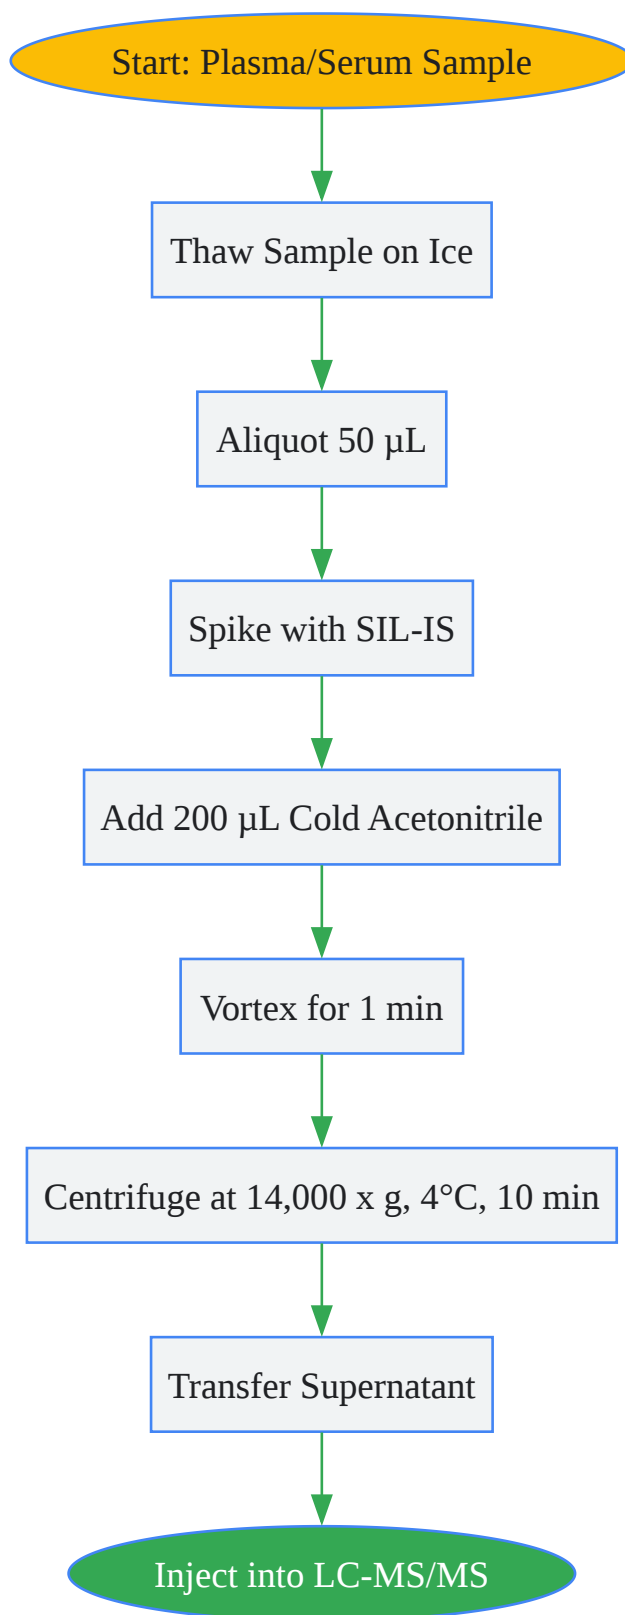 Start: Plasma/Serum Sample
Thaw Sample on Ice
Aliquot 50 µL
Spike with SIL-IS
Add 200 µL Cold Acetonitrile
Vortex for 1 min
Centrifuge at 14,000 x g, 4°C, 10 min
Transfer Supernatant
Inject into LC-MS/MS